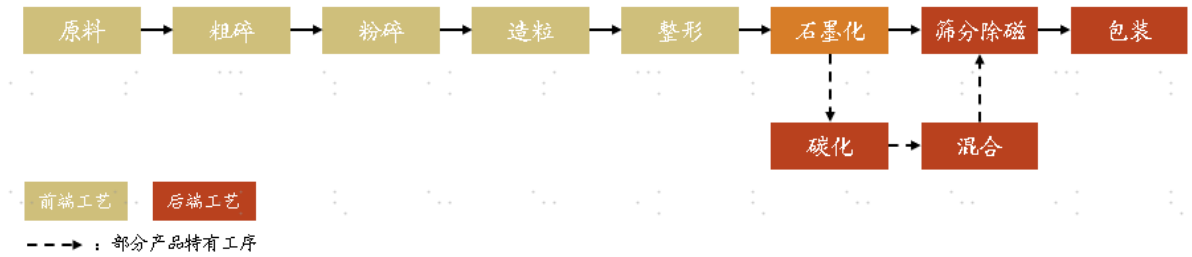 原料 粗碎 粉碎 造粒 整形 石墨化 筛分除磁 包装
碳化 混合
前端工艺 后端工艺
：部分产品特有工序